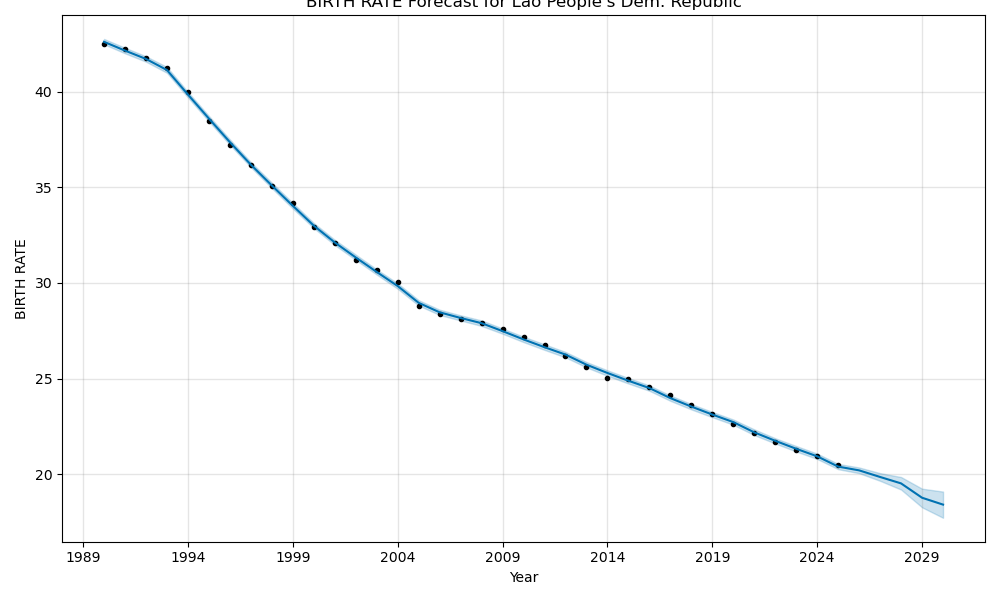 BIRTH RATE Forecast for Lao People's Dem. Republic
40
35
30
25
20
BIRTH RATE
1989 1994 1999 2004 2009 2014 2019 2024 2029
Year